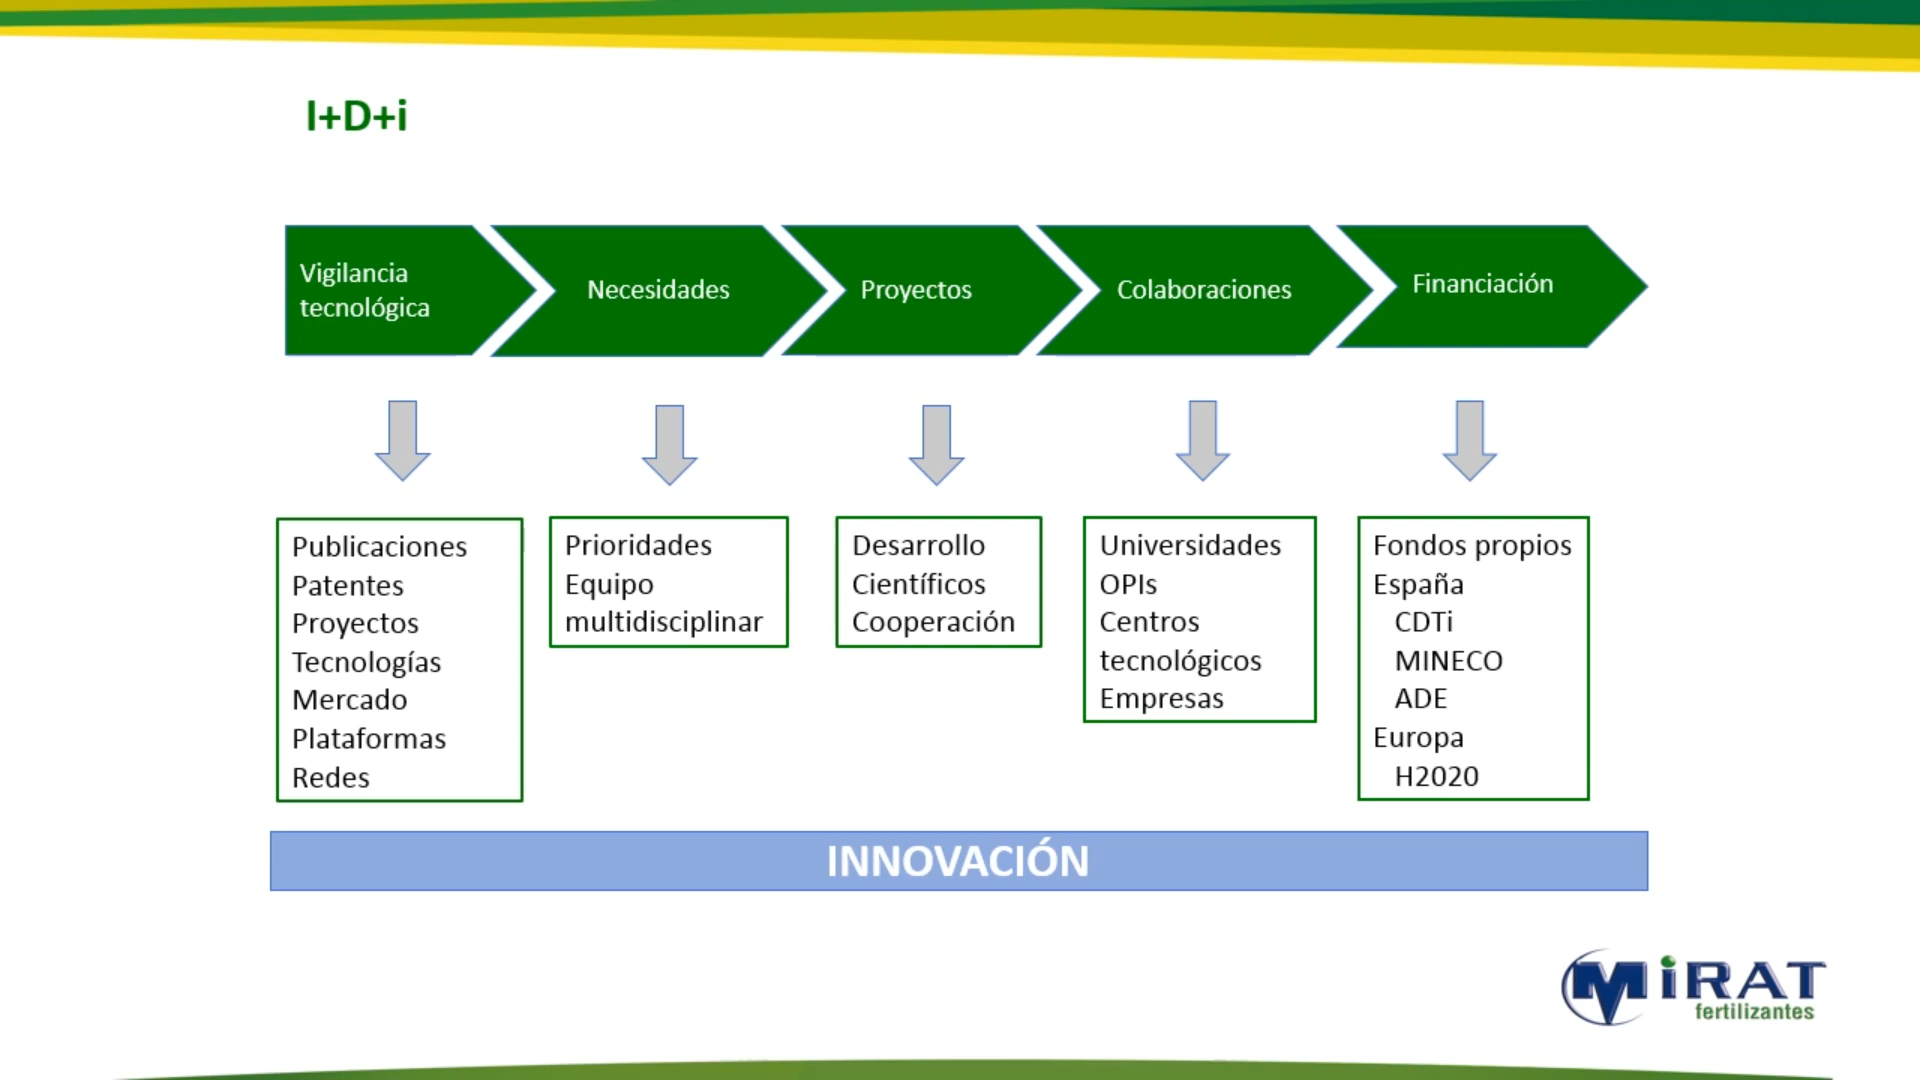 I+D+i
Vigilancia
tecnológica
Necesidades
Proyectos
Colaboraciones
Financiación
Publicaciones
Patentes
Proyectos
Tecnologías
Mercado
Plataformas
Redes
Prioridades
Equipo
multidisciplinar
Desarrollo
Científicos
Cooperación
Universidades
OPIs
Centros
tecnológicos
Empresas
Fondos propios
España
CDTi
MINECO
ADE
Europa
H2020
INNOVACIÓN
MiRAT
fertilizantes